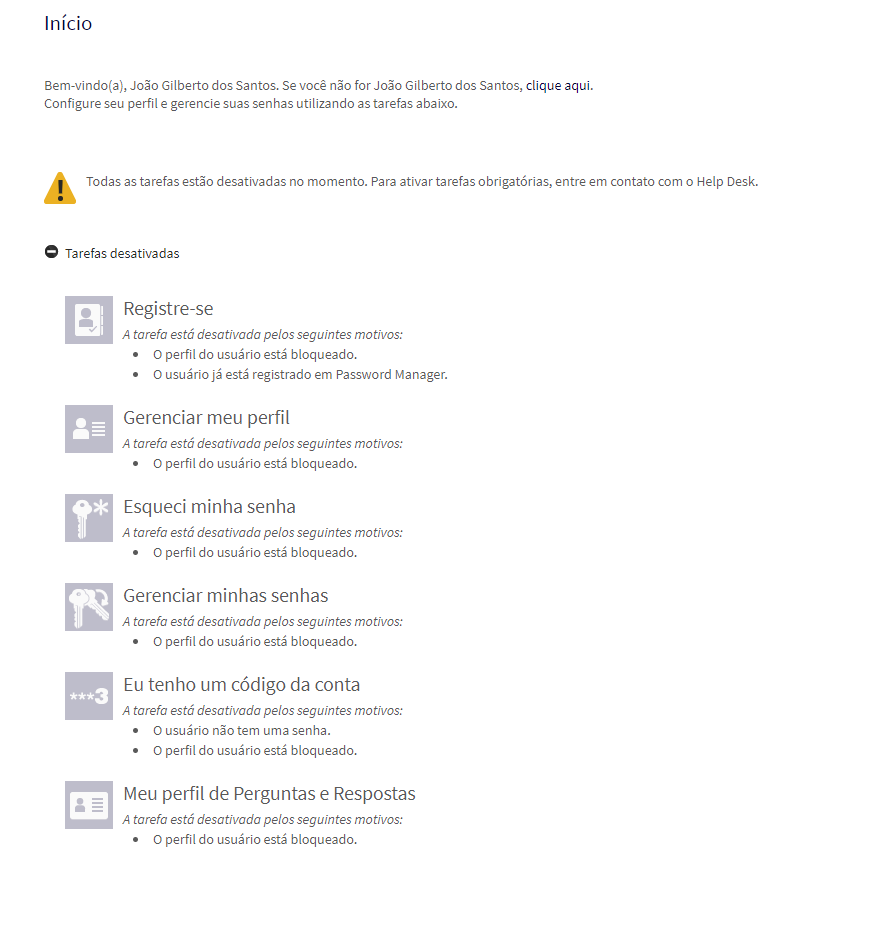 Início
Bem-vindo(a), João Gilberto dos Santos. Se você não for João Gilberto dos Santos, clique aqui.
Configure seu perfil e gerencie suas senhas utilizando as tarefas abaixo.
Todas as tarefas estão desativadas no momento. Para ativar tarefas obrigatórias, entre em contato com o Help Desk.
Tarefas desativadas
Registre-se
A tarefa está desativada pelos seguintes motivos:
• O perfil do usuário está bloqueado.
• O usuário já está registrado em Password Manager.
Gerenciar meu perfil
A tarefa está desativada pelos seguintes motivos:
• O perfil do usuário está bloqueado.
Esqueci minha senha
A tarefa está desativada pelos seguintes motivos:
• O perfil do usuário está bloqueado.
Gerenciar minhas senhas
A tarefa está desativada pelos seguintes motivos:
• O perfil do usuário está bloqueado.
***3
Eu tenho um código da conta
A tarefa está desativada pelos seguintes motivos:
• O usuário não tem uma senha.
• O perfil do usuário está bloqueado.
Meu perfil de Perguntas e Respostas
A tarefa está desativada pelos seguintes motivos:
• O perfil do usuário está bloqueado.